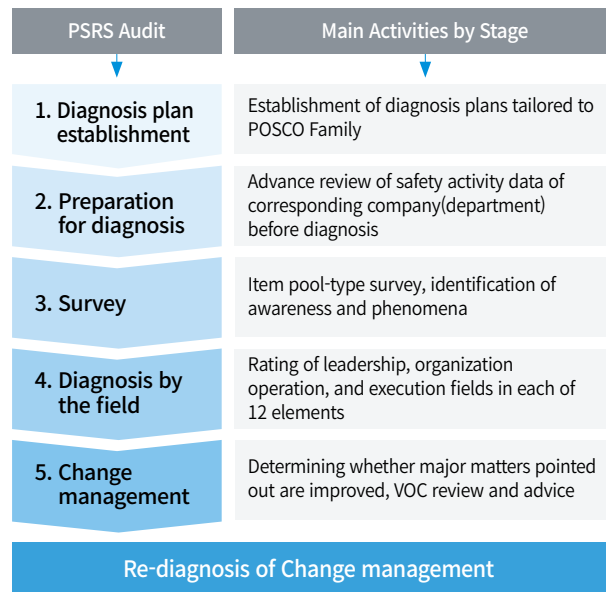 PSRS Audit
Main Activities by Stage
1. Diagnosis plan
establishment
Establishment of diagnosis plans tailored to
POSCO Family
2. Preparation
for diagnosis
Advance review of safety activity data of
corresponding company(department)
before diagnosis
3. Survey
Item pool-type survey, identification of
awareness and phenomena
4. Diagnosis by
the field
Rating of leadership, organization
operation, and execution fields in each of
12 elements
5. Change
management
Determining whether major matters pointed
out are improved, VOC review and advice
Re-diagnosis of Change management